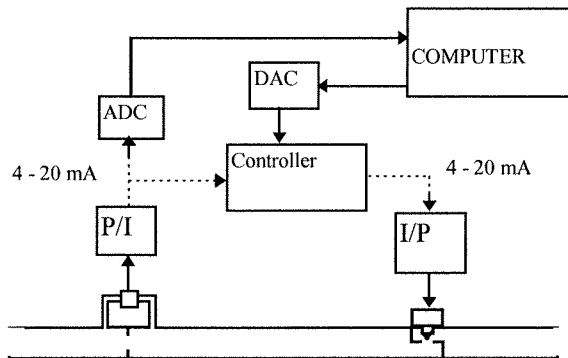 COMPUTER
DAC
ADC
Controller
4 - 20 mA
4 - 20 mA
P/I
I/P